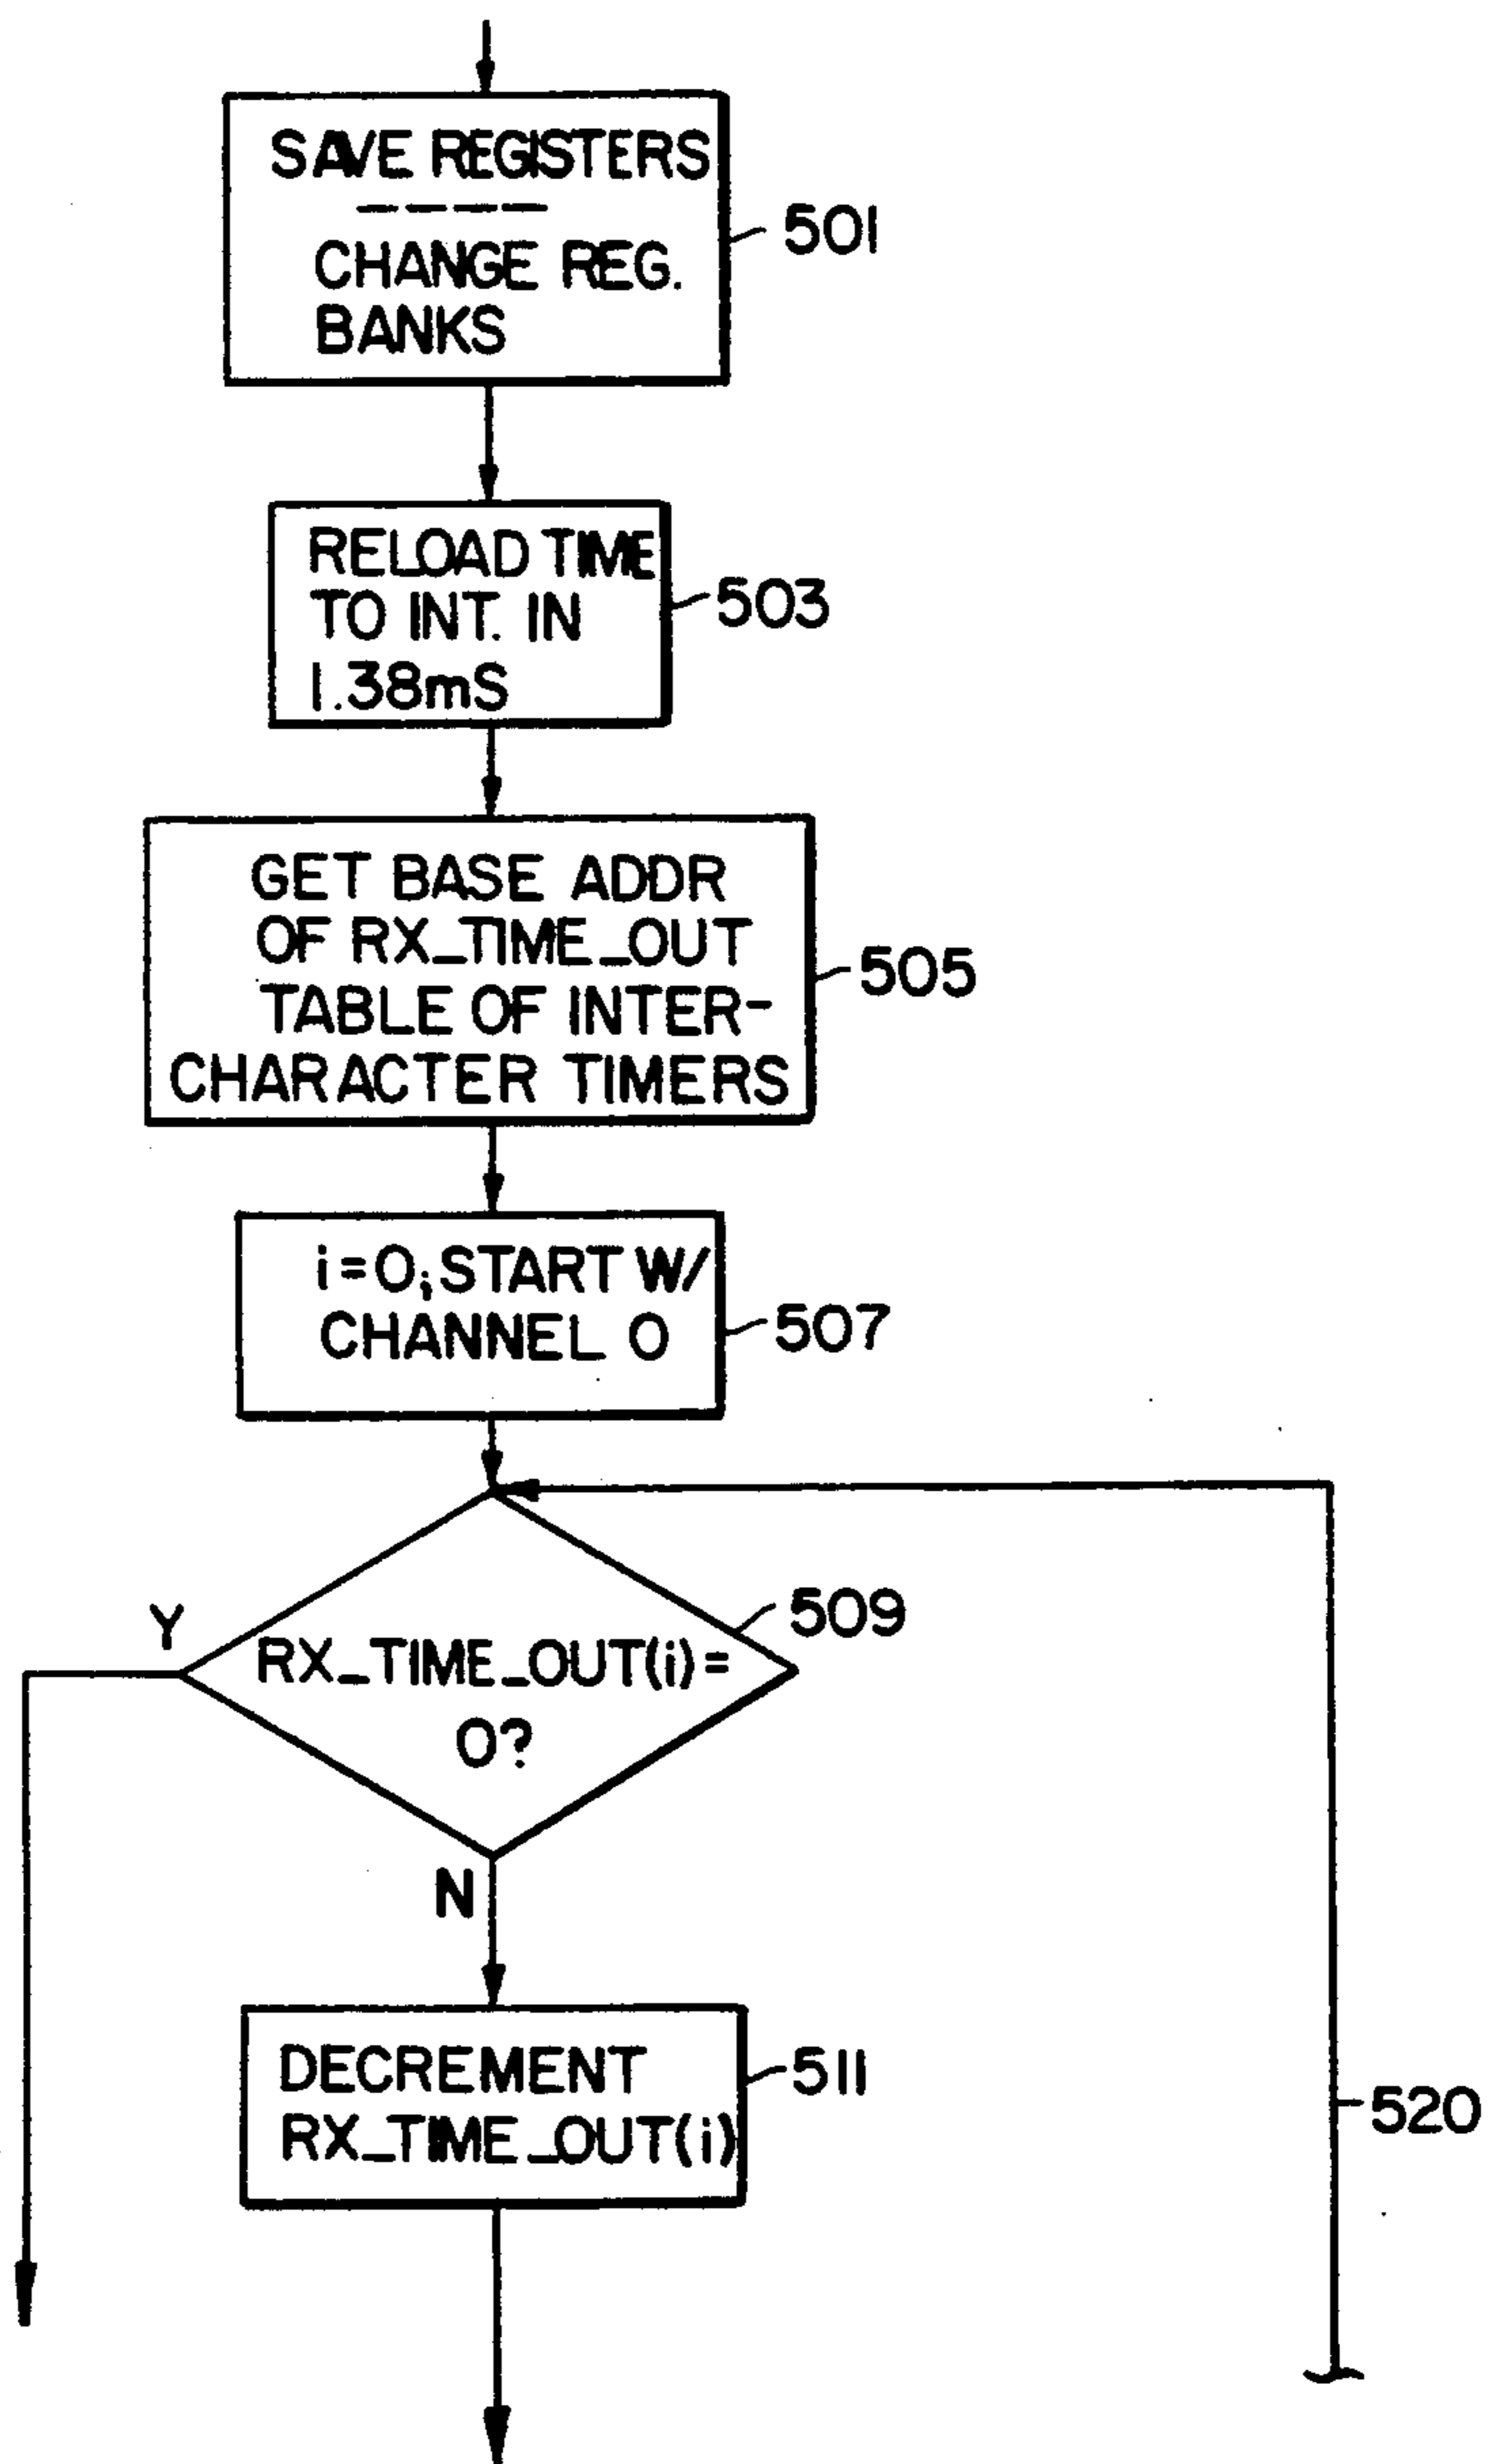 SAVE REGISTERS
CHANGE REG.
BANKS
501
RELOAD TIME
TO INT. IN
1.38mS
503
GET BASE ADDR
OF RX_TIME_OUT
TABLE OF INTER-
CHARACTER TIMERS
505
i=0;START W/
CHANNEL 0
507
Y
RX_TIME_OUT(i)=
0?
509
N
DECREMENT
RX_TIME_OUT(i)
511
520